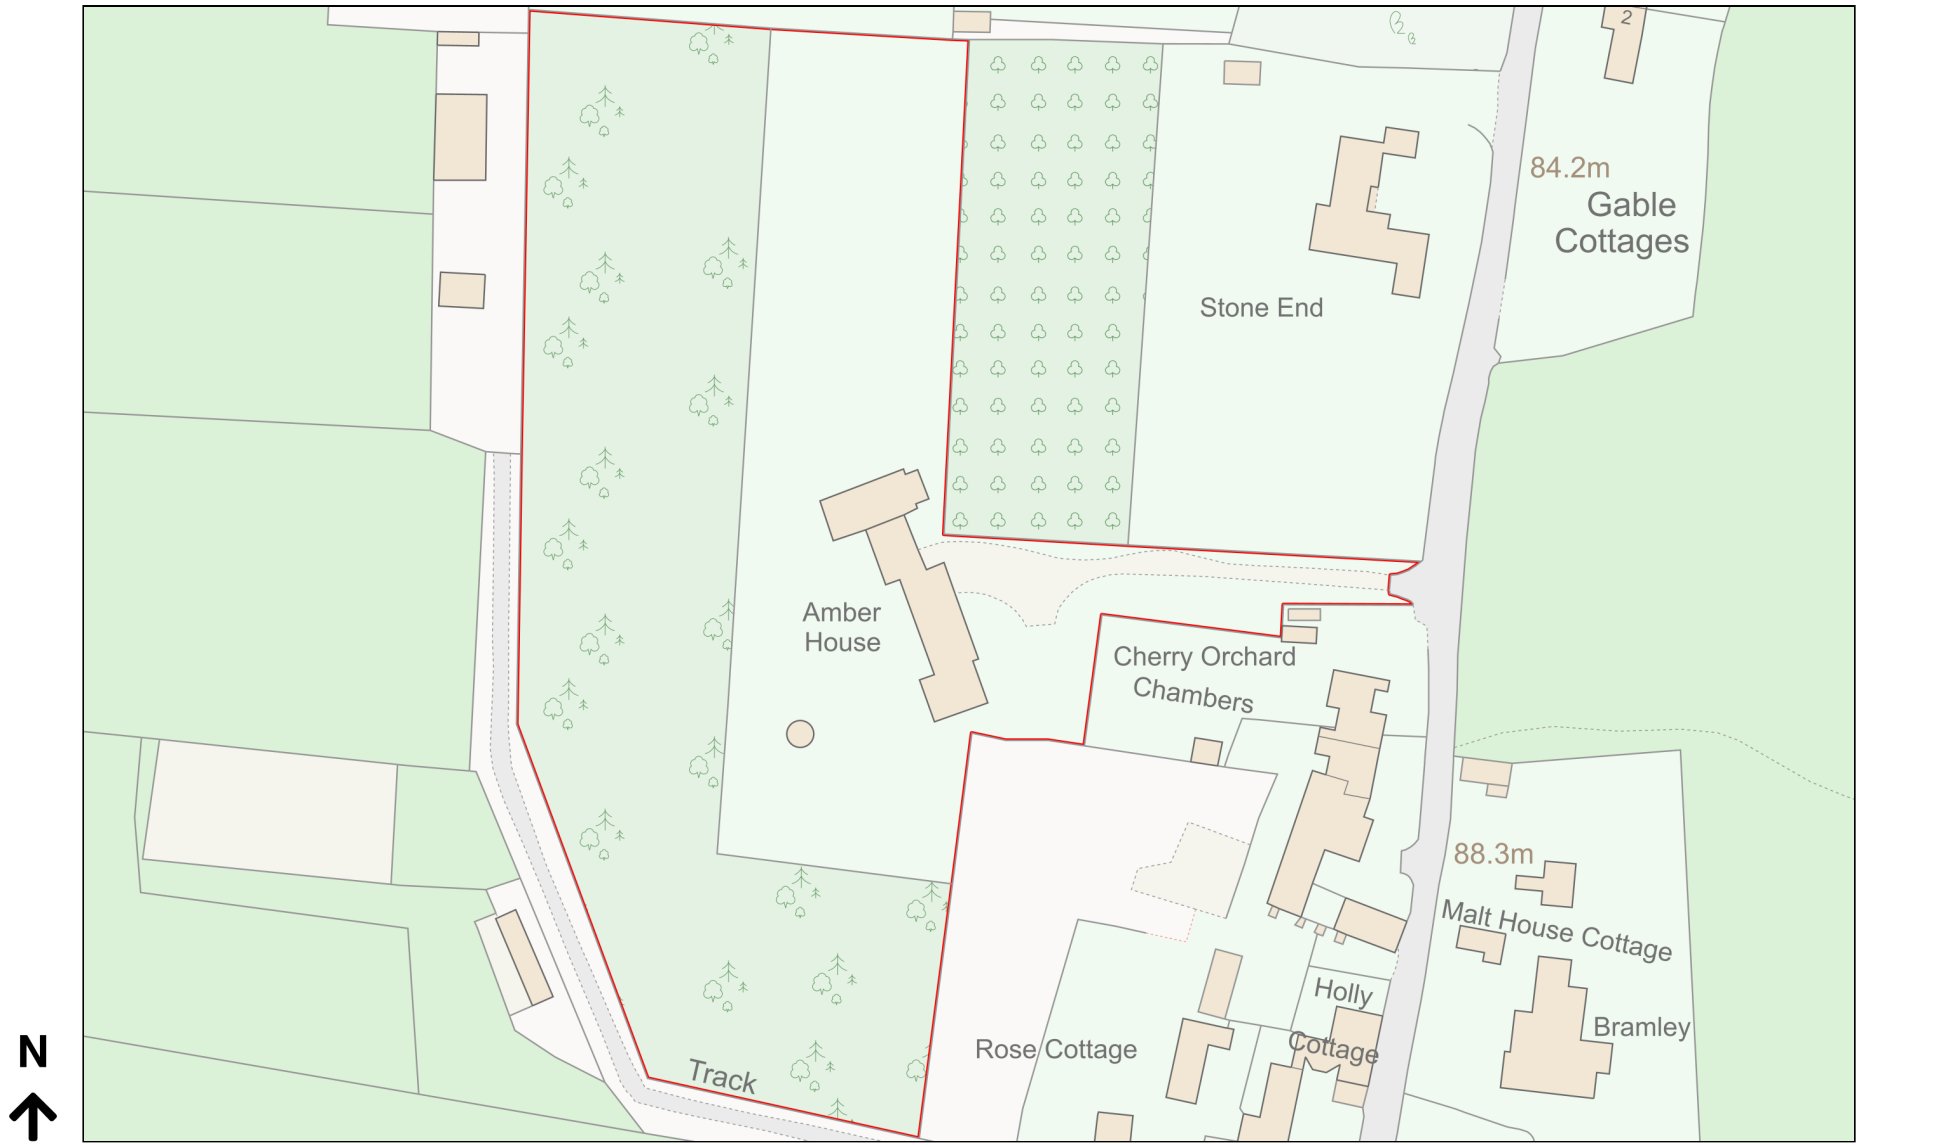 2
84.2m
Gable
Cottages
Stone End
Amber
House
Cherry Orchard
Chambers
88.3m
Malt House Cottage
Holly
Cottage
Bramley
Rose Cottage
Track
N